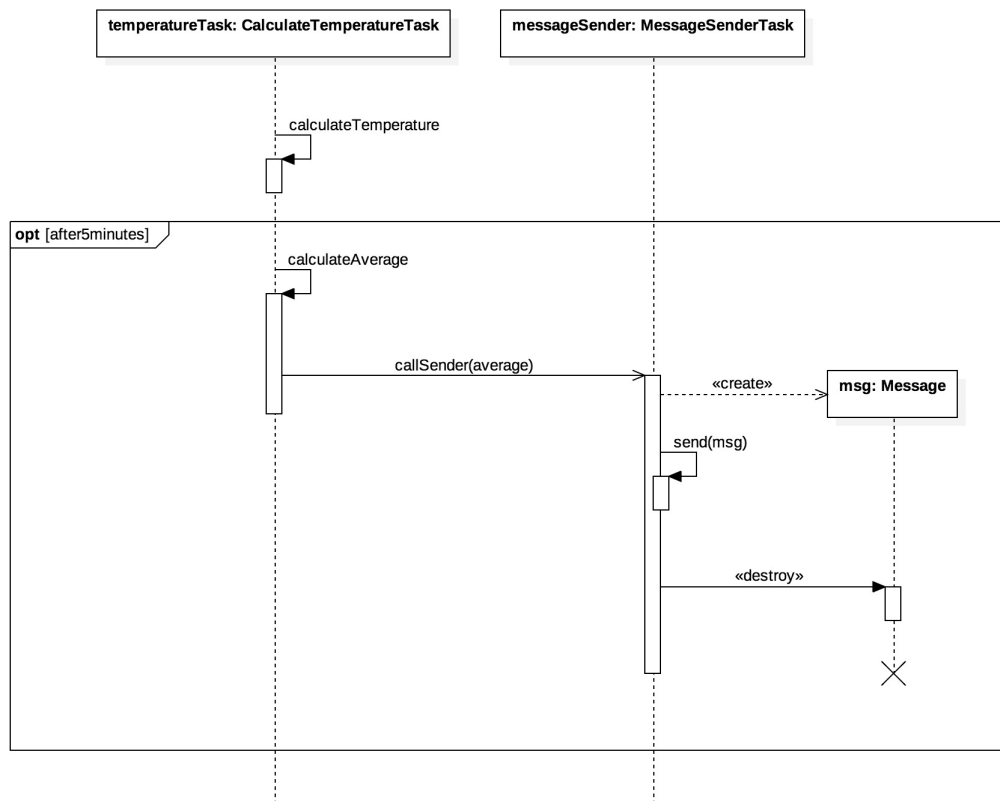 temperatureTask: CalculateTemperatureTask
messageSender: MessageSenderTask
calculateTemperature
opt [after5minutes]
calculateAverage
callSender(average)
«create»
msg: Message
send(msg)
«destroy»